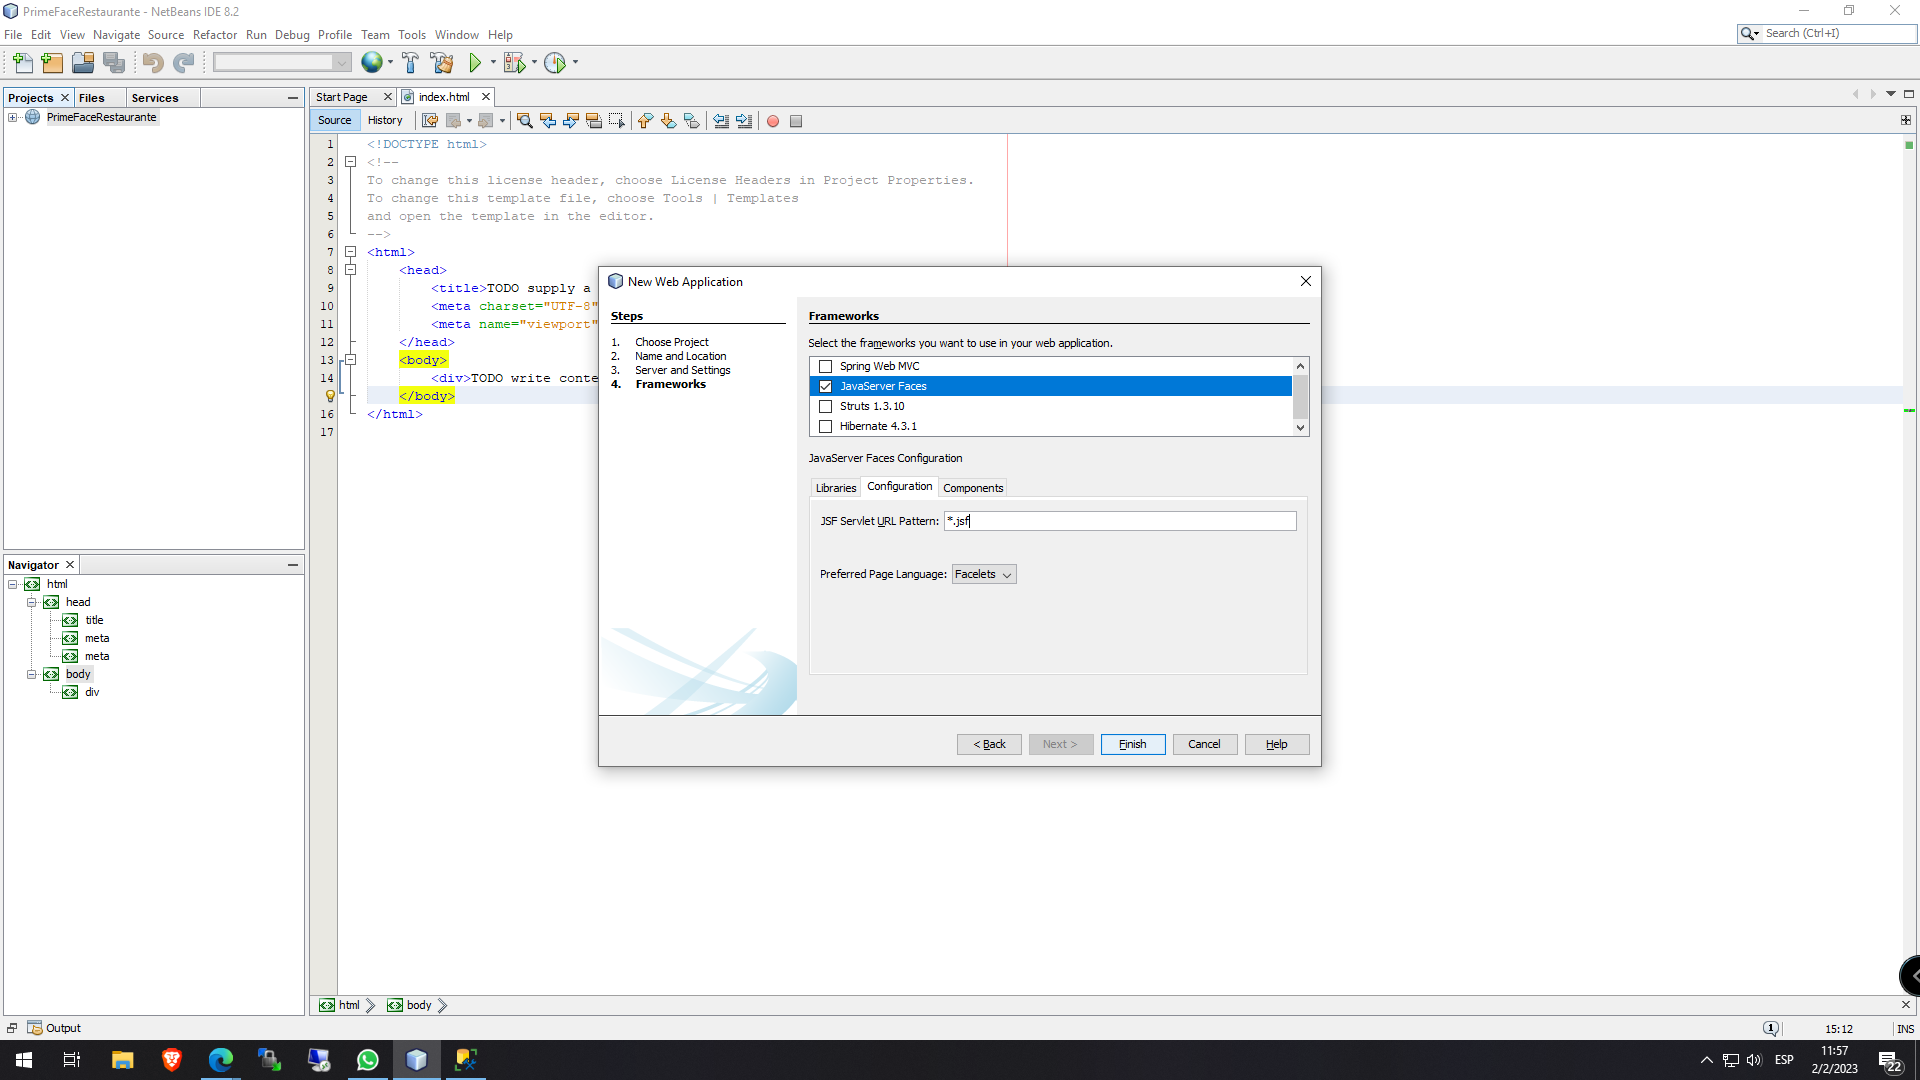 PrimeFaceRestaurante - NetBeans IDE 8.2
File Edit View Navigate Source Refactor Run Debug Profile Team Tools Window Help
Search (Ctrl+I)
Projects Files Services
PrimeFaceRestaurante
Start Page index.html
Source History
1 <!DOCTYPE html>
2 <!--
3 To change this license header, choose License Headers in Project Properties.
4 To change this template file, choose Tools | Templates
5 and open the template in the editor.
6 -->
7 <html>
8 <head>
9 <title>TODO supply a
10 <meta charset="UTF-8"
11 <meta name="viewport"
12 </head>
13 <body>
14 <div>TODO write conte
</body>
16 </html>
17
New Web Application
Steps
1. Choose Project
2. Name and Location
3. Server and Settings
4. Frameworks
Frameworks
Select the frameworks you want to use in your web application.
Spring Web MVC
JavaServer Faces
Struts 1.3.10
Hibernate 4.3.1
JavaServer Faces Configuration
Libraries Configuration Components
JSF Servlet URL Pattern: *.jsf
Preferred Page Language: Facelets
< Back Next > Finish Cancel Help
Navigator
html
head
title
meta
meta
body
div
html body
Output
1 15:12 INS
ESP
11:57
2/2/2023
22